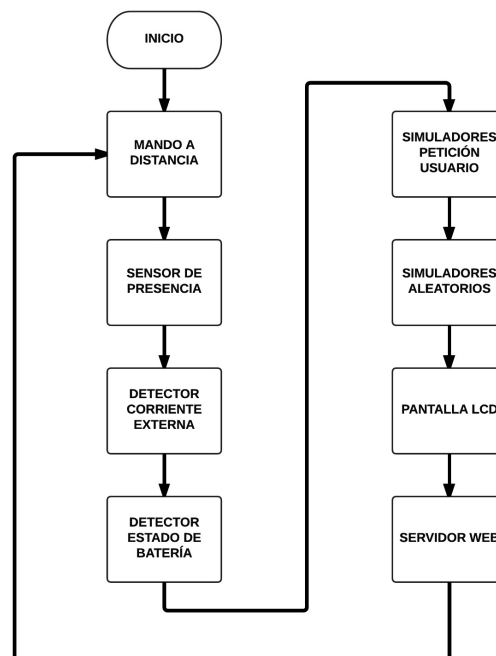 INICIO
MANDO A
DISTANCIA
SENSOR DE
PRESENCIA
DETECTOR
CORRIENTE
EXTERNA
DETECTOR
ESTADO DE
BATERÍA
SIMULADORES
PETICIÓN
USUARIO
SIMULADORES
ALEATORIOS
PANTALLA LCD
SERVIDOR WEB